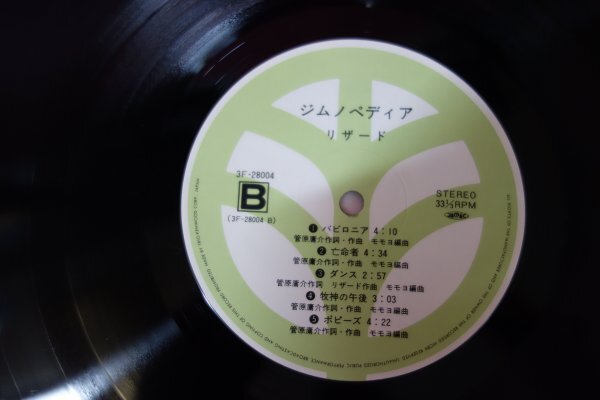 ジムノペディア
リザード
3F-28004
B
(3F-28004 B)
STEREO
33 1/3 RPM
❶ バビロニア 4:10
菅原庸介作詞・作曲 モモヨ編曲
❷ 亡命者 4:34
菅原庸介作詞・作曲 モモヨ編曲
❸ ダンス 2:57
菅原庸介作詞 リザード作曲 モモヨ編曲
❹ 牧神の午後 3:03
菅原庸介作詞・作曲 モモヨ編曲
❺ ボビーズ 4:22
菅原庸介作詞・作曲 モモヨ編曲